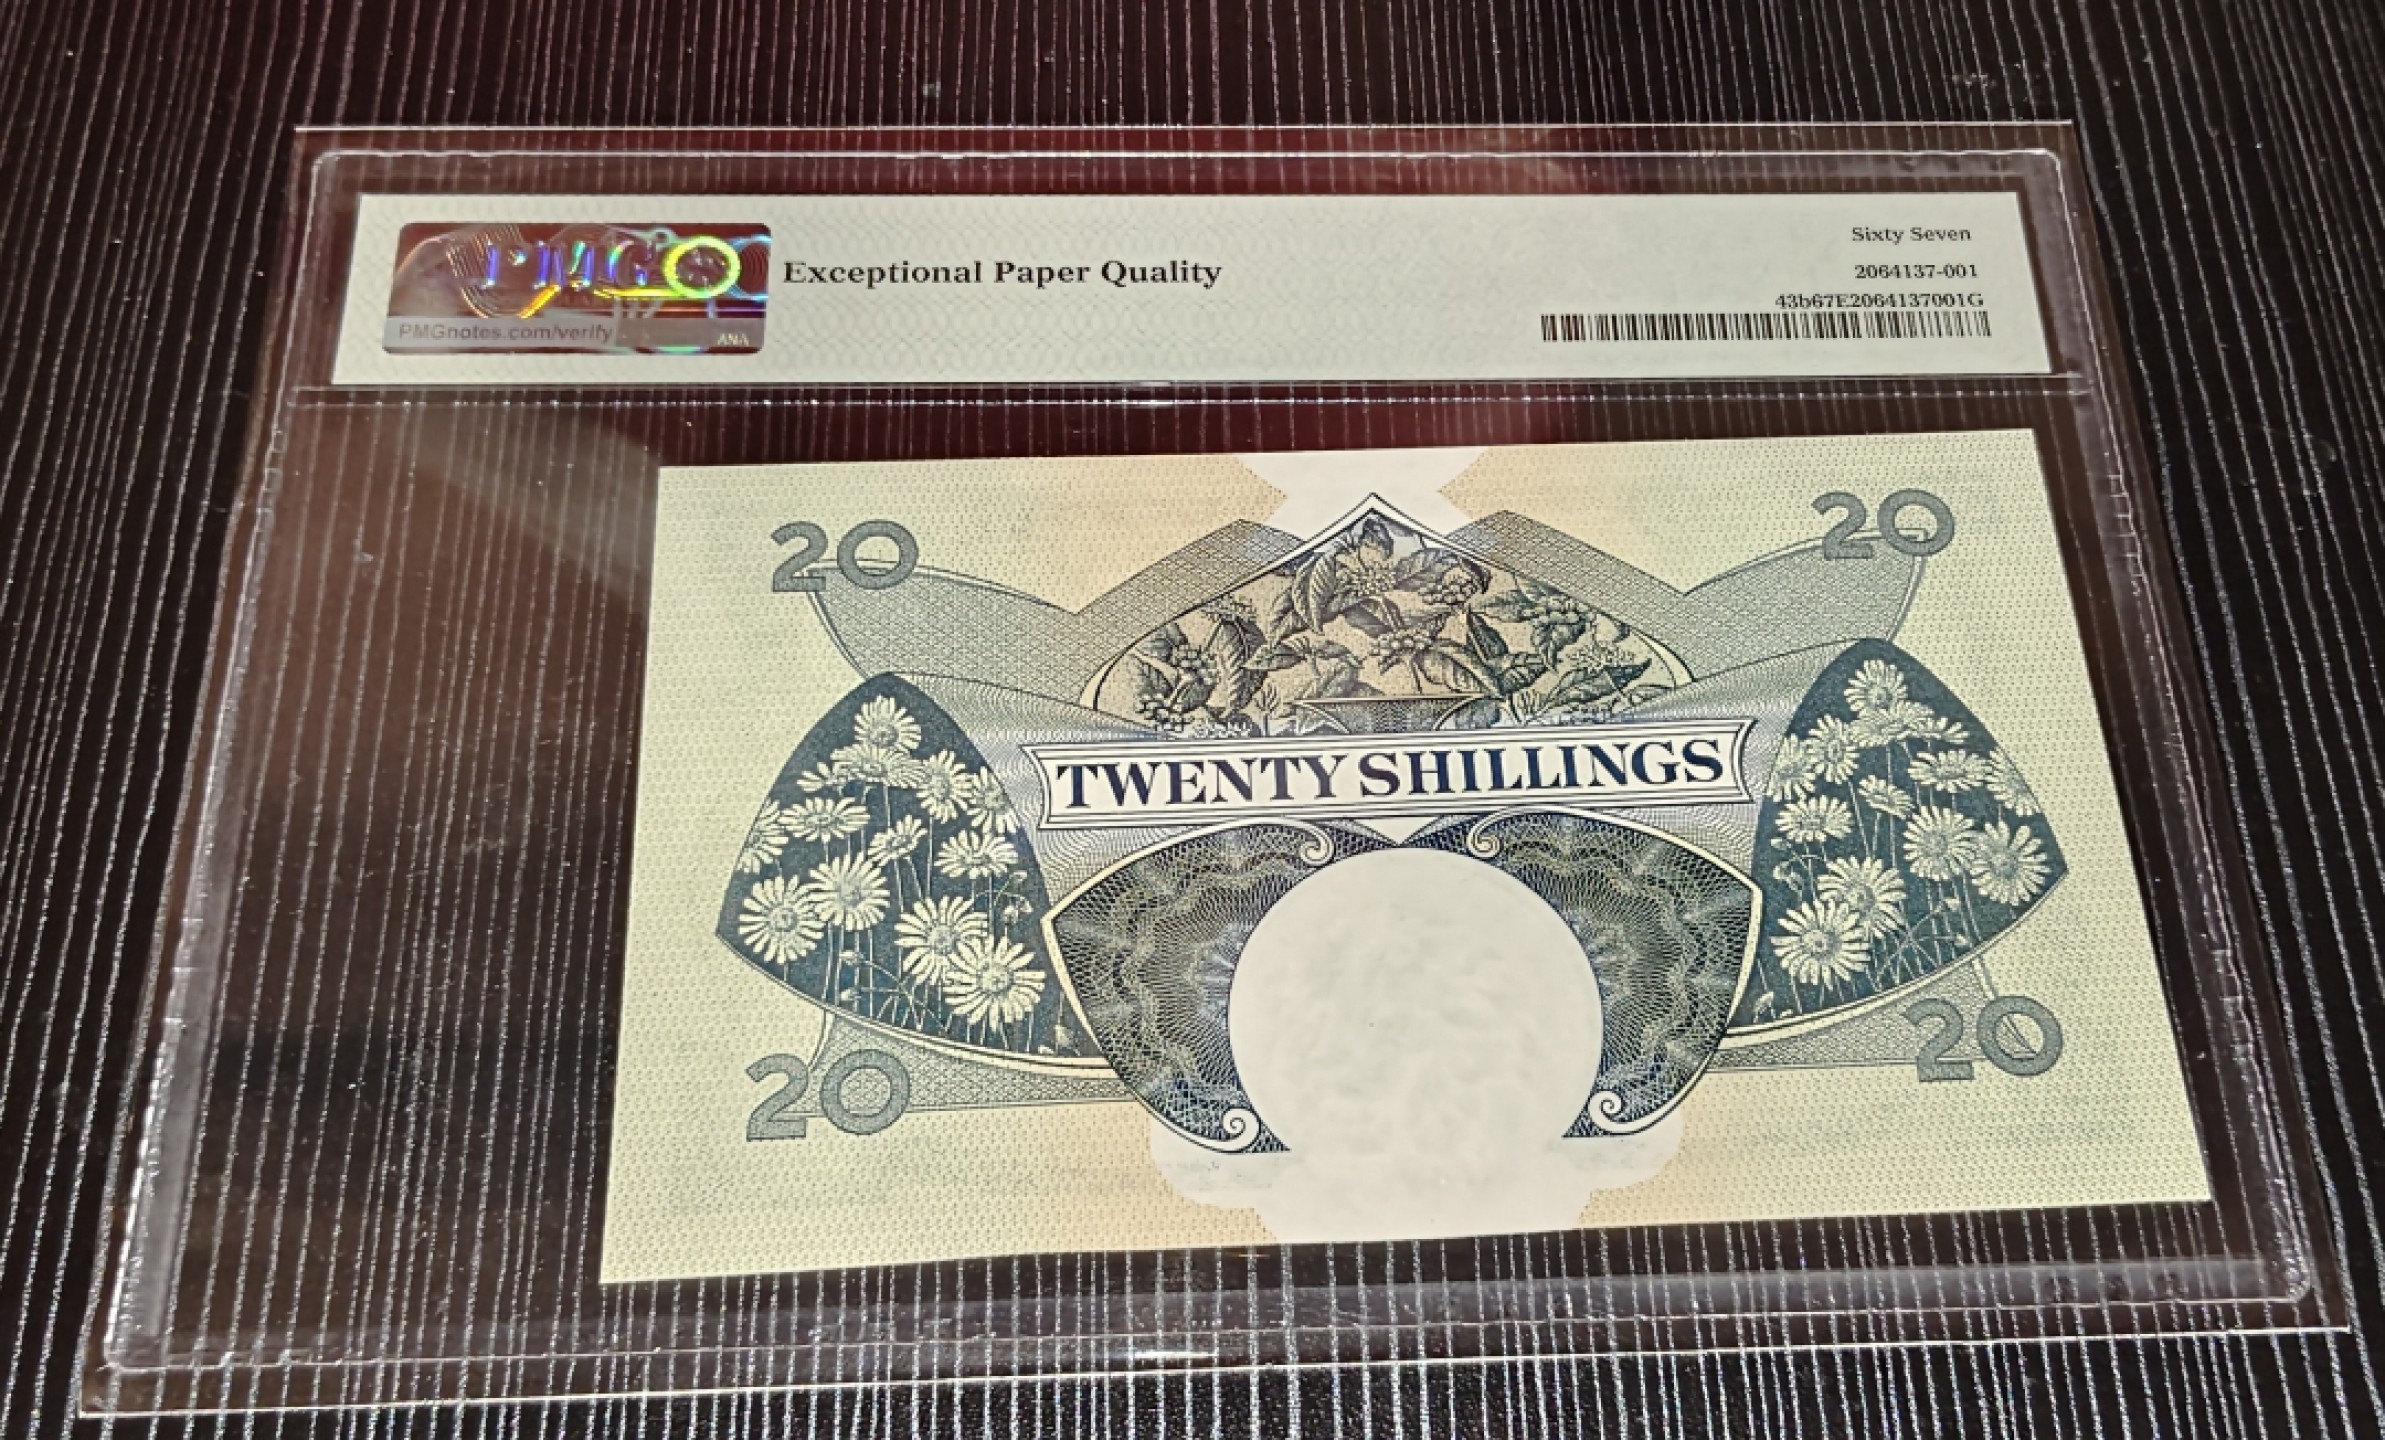 PMG
PMGnotes.com/verify
ANA
Exceptional Paper Quality
Sixty Seven
2064137-001
43b67E2064137001G
20
20
TWENTY SHILLINGS
20
20